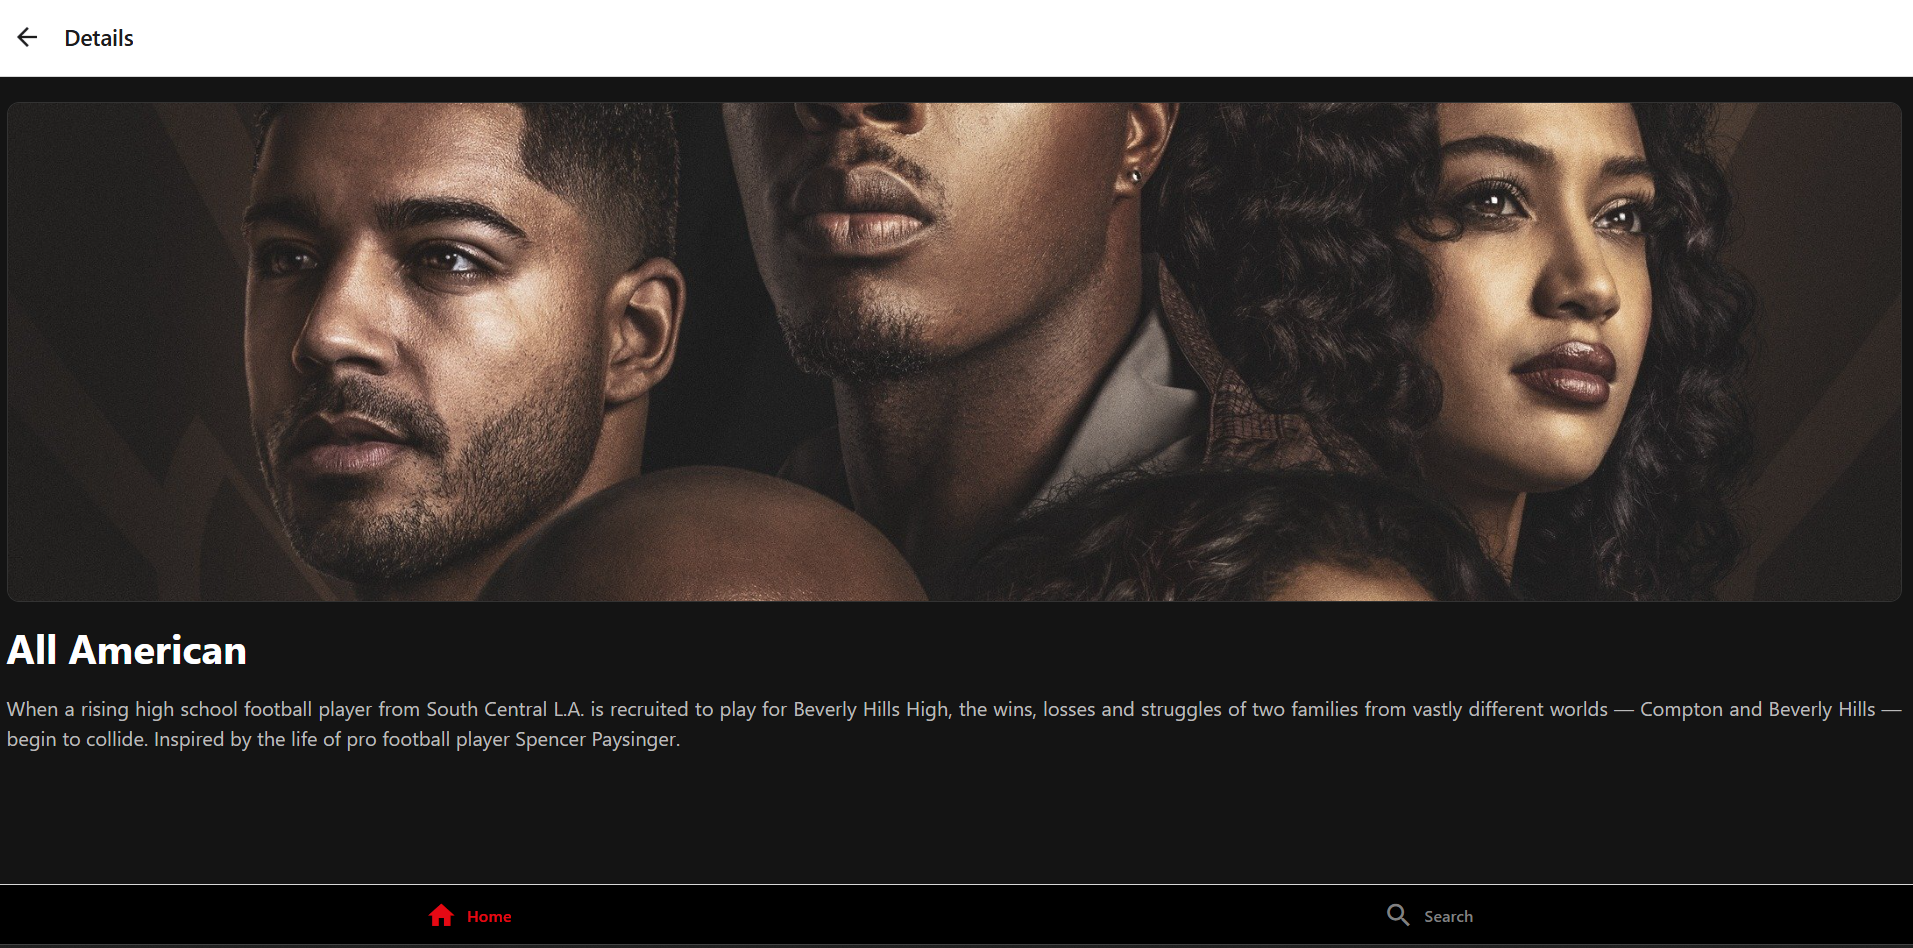 Details
All American
When a rising high school football player from South Central L.A. is recruited to play for Beverly Hills High, the wins, losses and struggles of two families from vastly different worlds — Compton and Beverly Hills —
begin to collide. Inspired by the life of pro football player Spencer Paysinger.
Home
Search